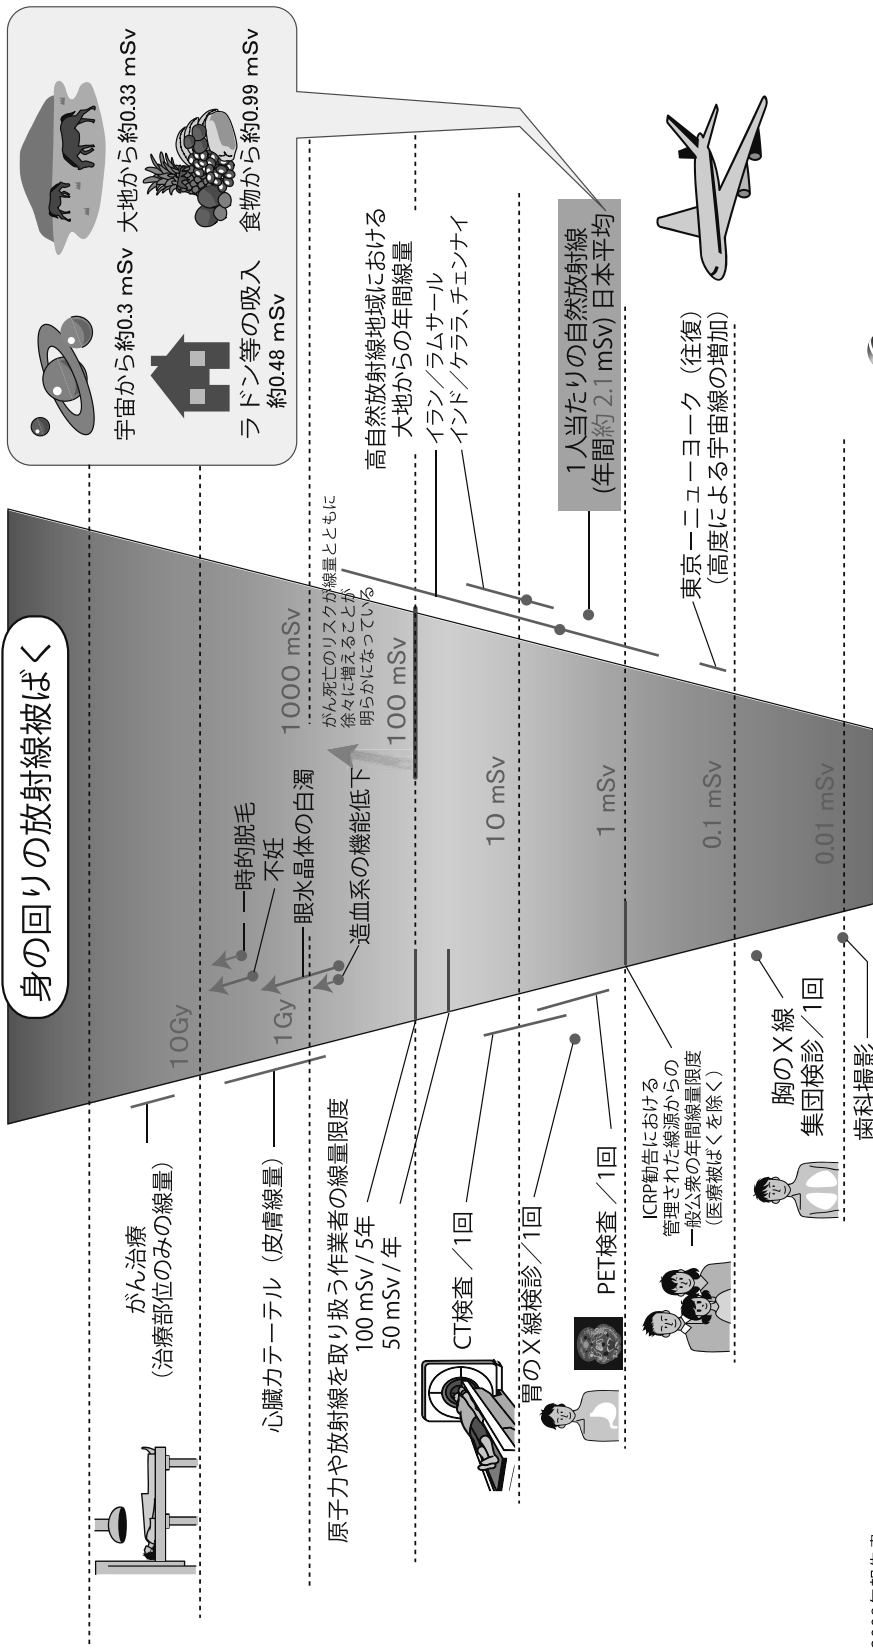 身の回りの放射線被ばく
宇宙から約0.3 mSv
大地から約0.33 mSv
ラドン等の吸入
約0.48 mSv
食物から約0.99 mSv
10Gy
1Gy
1000 mSv
100 mSv
10 mSv
1 mSv
0.1 mSv
0.01 mSv
一時的脱毛
不妊
眼水晶体の白濁
造血系の機能低下
がん死亡のリスクが線量とともに
徐々に増えることが
明らかになっている
高自然放射線地域における
大地からの年間線量
イラン／ラムサール
インド／ケララ、チェンナイ
1人当たりの自然放射線
(年間約 2.1 mSv) 日本平均
東京ーニューヨーク（往復）
（高度による宇宙線の増加）
がん治療
（治療部位のみの線量）
心臓カテーテル（皮膚線量）
原子力や放射線を取り扱う作業者の線量限度
100 mSv / 5年
50 mSv / 年
CT検査 ／1回
胃のX線検診／1回
PET検査 ／1回
ICRP勧告における
管理された線源からの
一般公衆の年間線量限度
（医療被ばくを除く）
胸のX線
集団検診／1回
歯科撮影